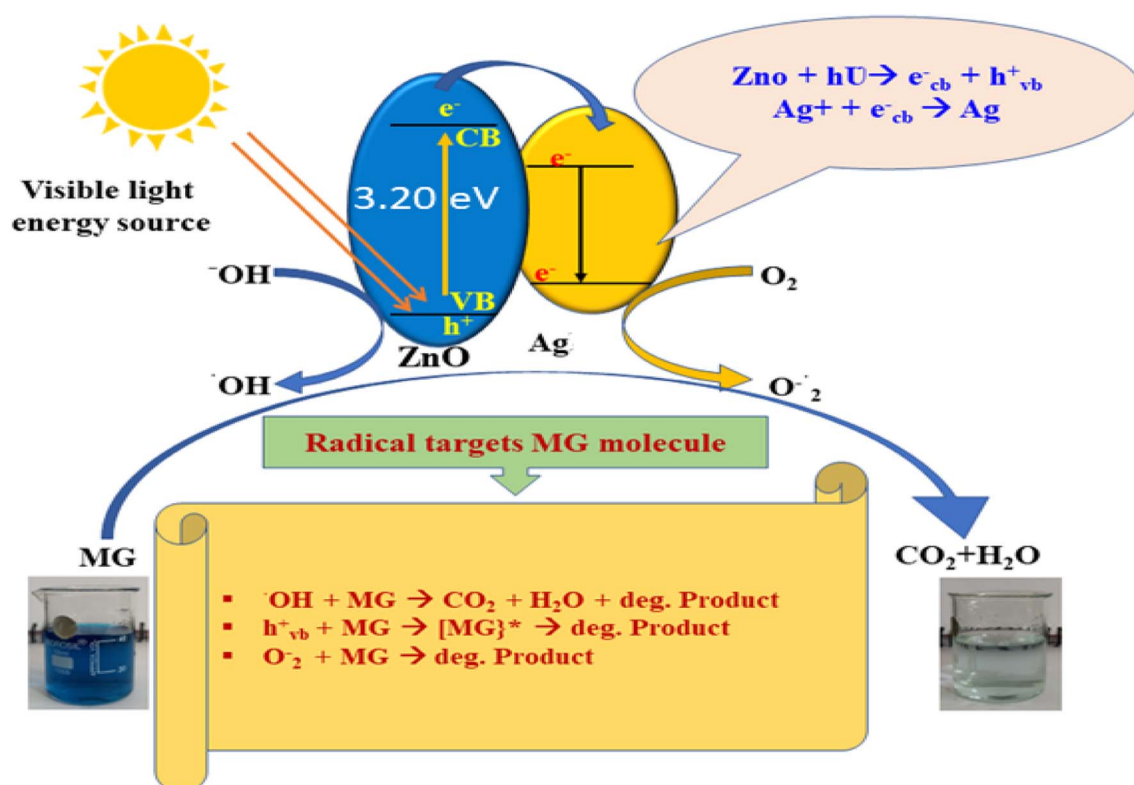 Zno + hƱ→ e⁻cb + h⁺vb
Ag+ + e⁻cb → Ag
e⁻
CB
3.20 eV
VB
h⁺
ZnO
e⁻
e⁻
Ag
Visible light
energy source
⁻OH
˙OH
O₂
O⁻˙₂
Radical targets MG molecule
MG
CO₂+H₂O
▪ ˙OH + MG → CO₂ + H₂O + deg. Product
▪ h⁺vb + MG → [MG}* → deg. Product
▪ O⁻₂ + MG → deg. Product